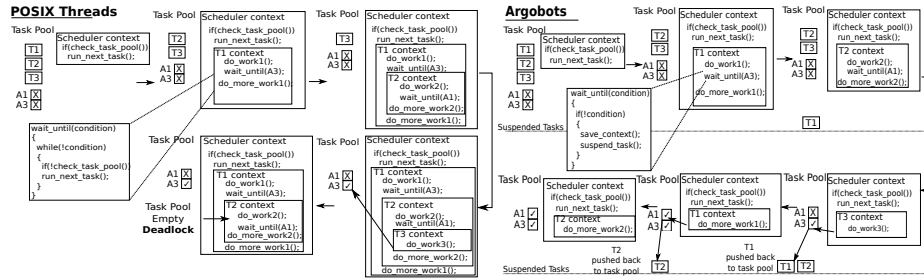 POSIX Threads
Task Pool
T1
T2
T2
T3
A1 X
A3 X
Scheduler context
if(check_task_pool())
run_next_task();
Task Pool
T2
T3
A1 X
A3 X
Scheduler context
if(check_task_pool())
run_next_task();
T1 context
do_work1();
wait_until(A3);
do_more_work1();
Task Pool
T3
A1 X
A3 X
Scheduler context
if(check_task_pool())
run_next_task();
T1 context
do_work1();
wait_until(A3);
T2 context
do_work2();
wait_until(A1);
do_more_work2();
do_more_work1();
wait_until(condition)
{
while(!condition)
{
if(!check_task_pool)
run_next_task();
}
}
Task Pool
A1 X
A3 ✓
Task Pool
Empty
Deadlock
Scheduler context
if(check_task_pool())
run_next_task();
T1 context
do_work1();
wait_until(A3);
T2 context
do_work2();
wait_until(A1);
do_more_work2();
do_more_work1();
Task Pool
A1 X
A3 ✓
Scheduler context
if(check_task_pool())
run_next_task();
T1 context
do_work1();
wait_until(A3);
T2 context
do_work2();
wait_until(A1);
T3 context
do_work3();
do_more_work2();
do_more_work1();
Argobots
Task Pool
T1
T2
T2
T3
A1 X
A3 X
Scheduler context
if(check_task_pool())
run_next_task();
Task Pool
T2
T3
A1 X
A3 X
Scheduler context
if(check_task_pool())
run_next_task();
T1 context
do_work1();
wait_until(A3);
do_more_work1();
Task Pool
T3
A1 X
A3 X
Scheduler context
if(check_task_pool())
run_next_task();
T2 context
do_work2();
wait_until(A1);
do_more_work2();
wait_until(condition)
{
if(!condition)
{
save_context();
suspend_task();
}
}
Suspended Tasks
T1
Task Pool
A1 ✓
A3 ✓
Scheduler context
if(check_task_pool())
run_next_task();
T2 context
do_more_work2();
Task Pool
A1 ✓
A3 ✓
Scheduler context
if(check_task_pool())
run_next_task();
T1 context
do_more_work1();
Task Pool
A1 X
A3 ✓
Scheduler context
if(check_task_pool())
run_next_task();
T3 context
do_work3();
T2
pushed back
to task pool
T2
T1
pushed back
to task pool
T1 T2
Suspended Tasks